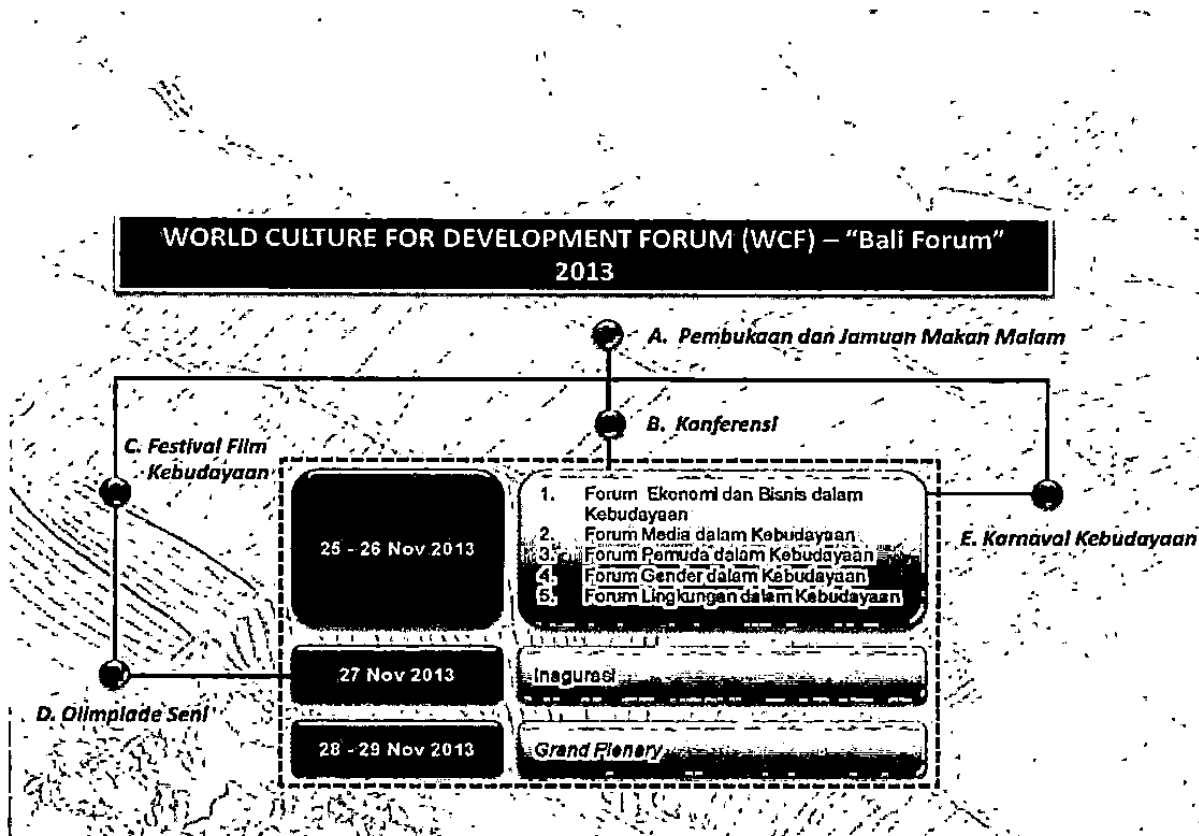 WORLD CULTURE FOR DEVELOPMENT FORUM (WCF) – “Bali Forum”
2013
A. Pembukaan dan Jamuan Makan Malam
B. Konferensi
C. Festival Film
Kebudayaan
25 - 26 Nov 2013
1. Forum Ekonomi dan Bisnis dalam
Kebudayaan
2. Forum Media dalam Kebudayaan
3. Forum Pemuda dalam Kebudayaan
4. Forum Gender dalam Kebudayaan
5. Forum Lingkungan dalam Kebudayaan
E. Karnaval Kebudayaan
27 Nov 2013
Inagurasi
D. Olimpiade Seni
28 - 29 Nov 2013
Grand Plenary